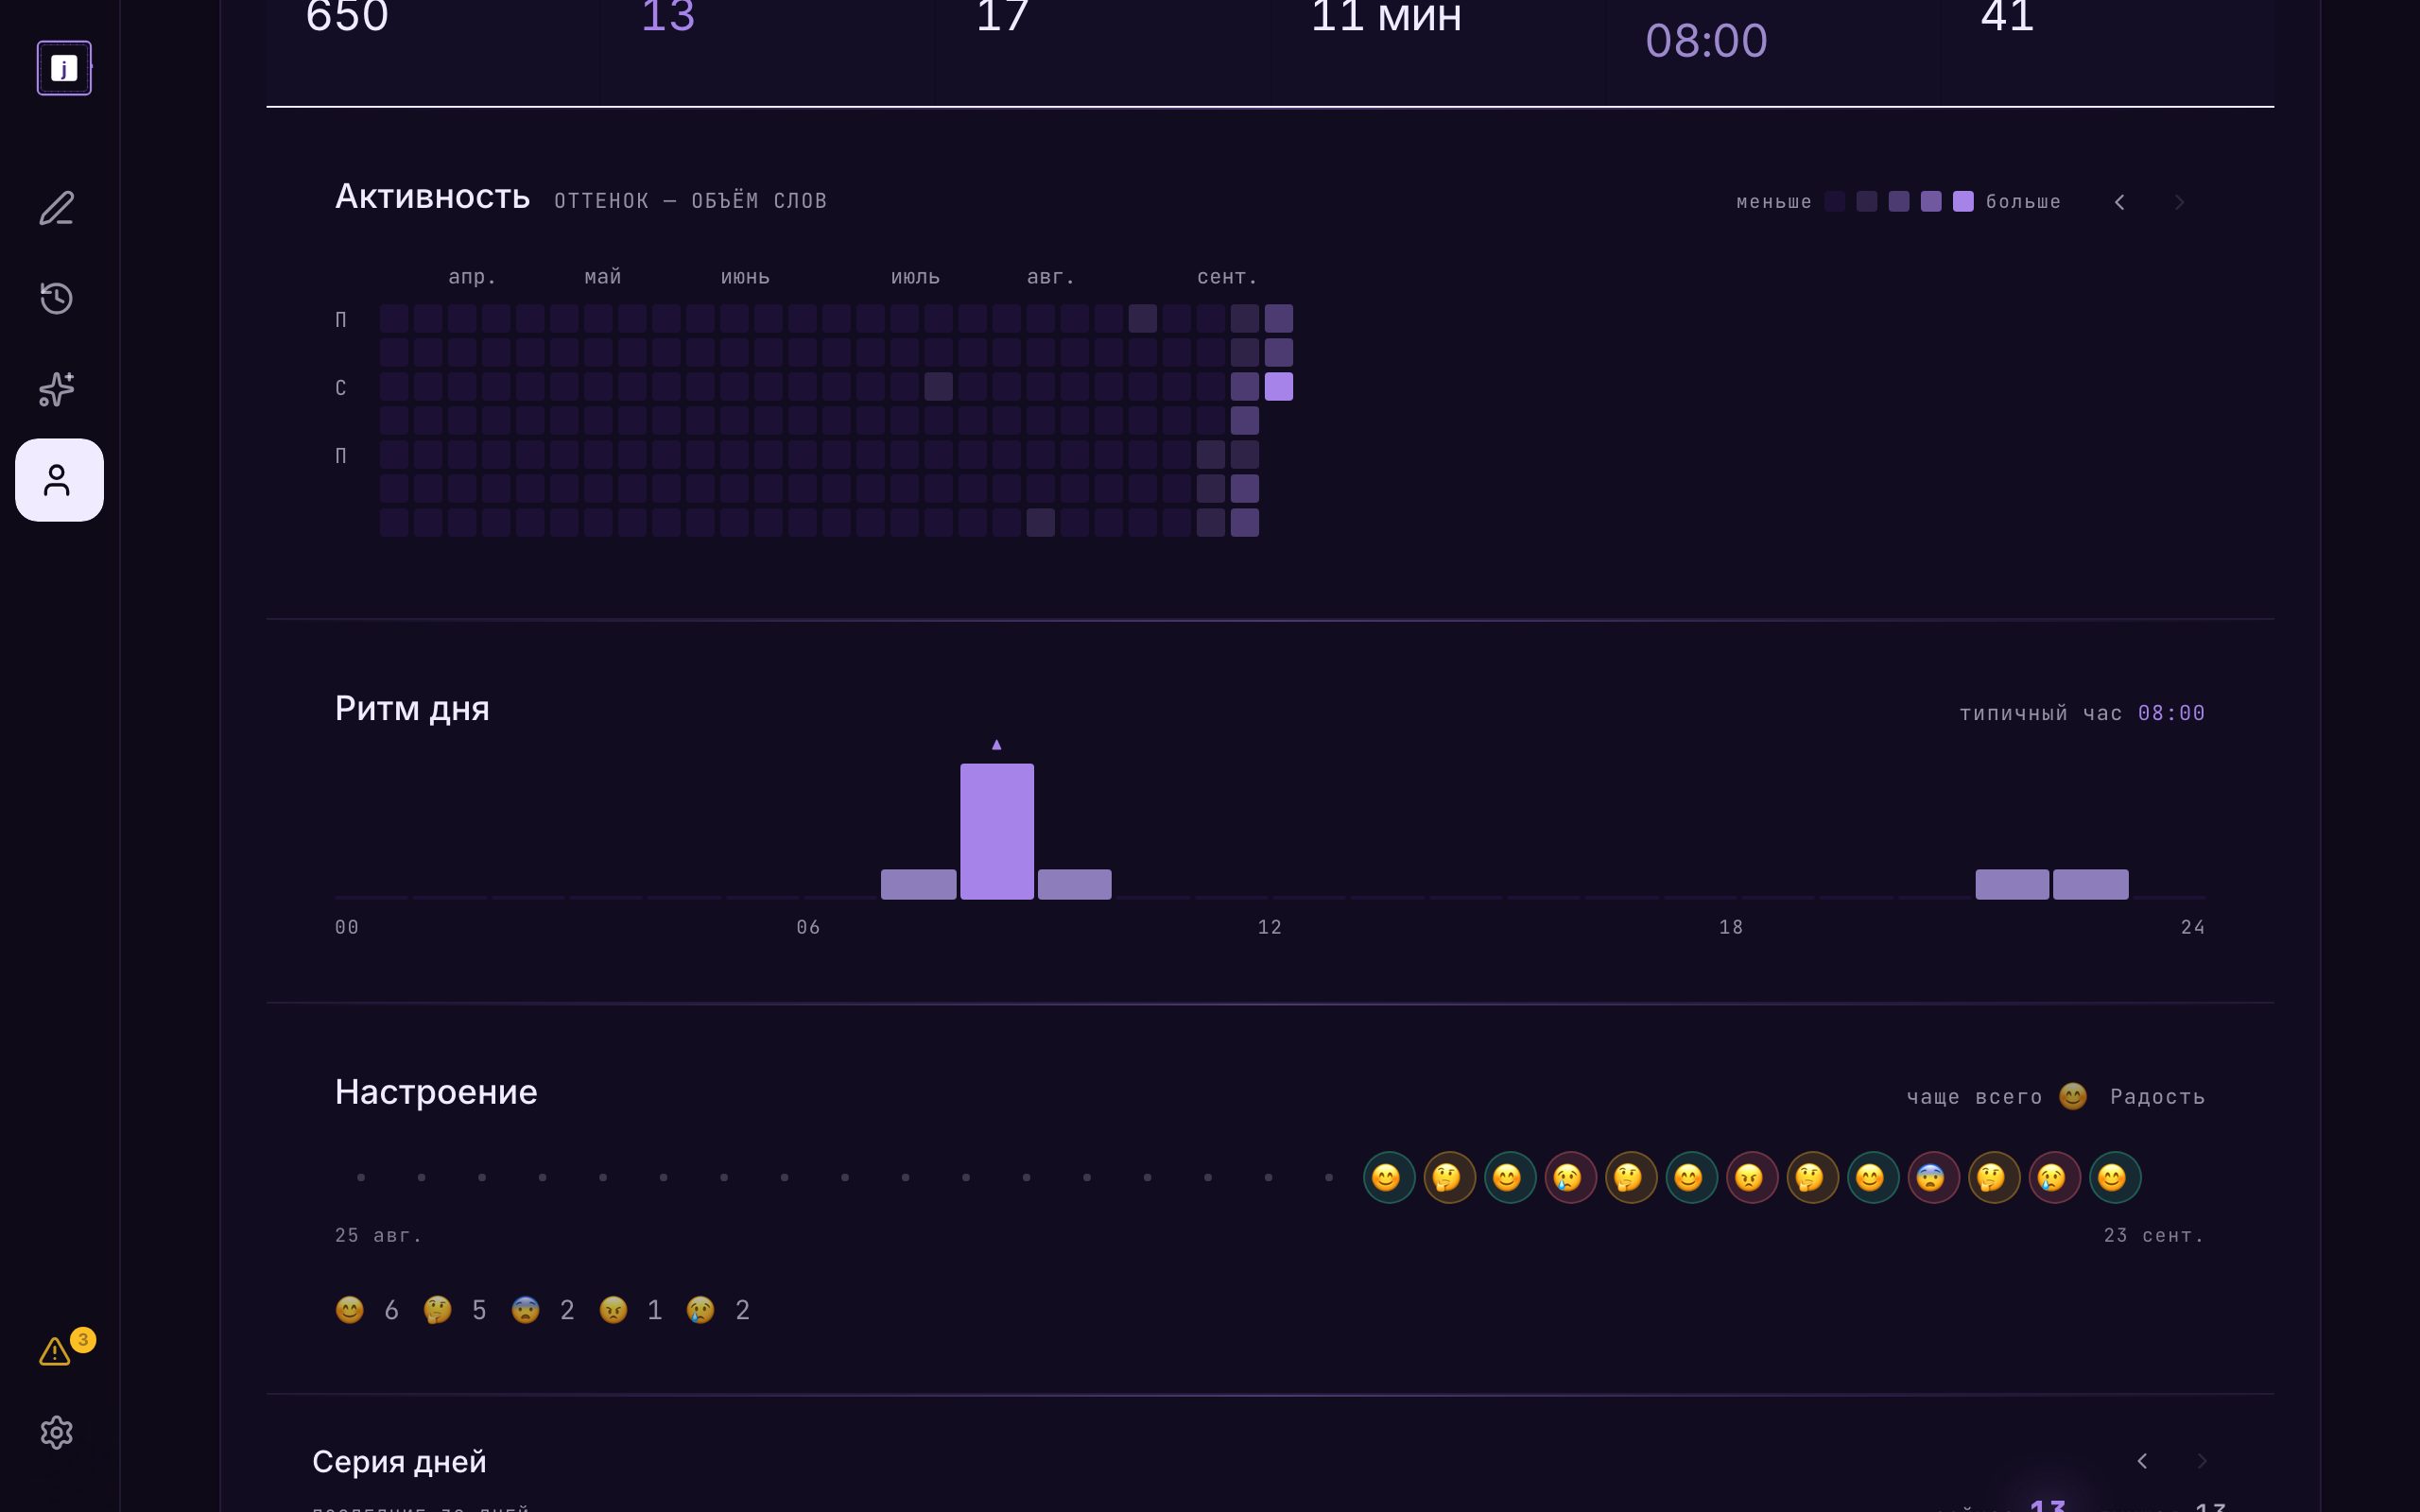 650 13 17 11 мин 08:00 41
j
Активность ОТТЕНОК — ОБЪЁМ СЛОВ меньше больше
апр. май июнь июль авг. сент.
П
С
П
Ритм дня типичный час 08:00
00 06 12 18 24
Настроение чаще всего Радость
25 авг. 23 сент.
6 5 2 1 2
3
Серия дней
13 13